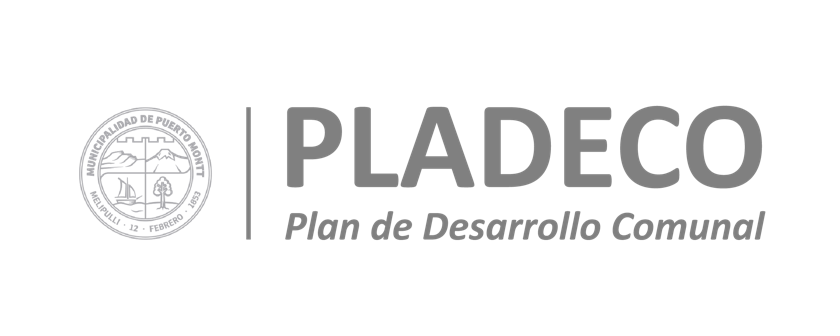 MUNICIPALIDAD DE PUERTO MONTT
MELIPULLI · 12 · FEBRERO · 1853
PLADECO
Plan de Desarrollo Comunal